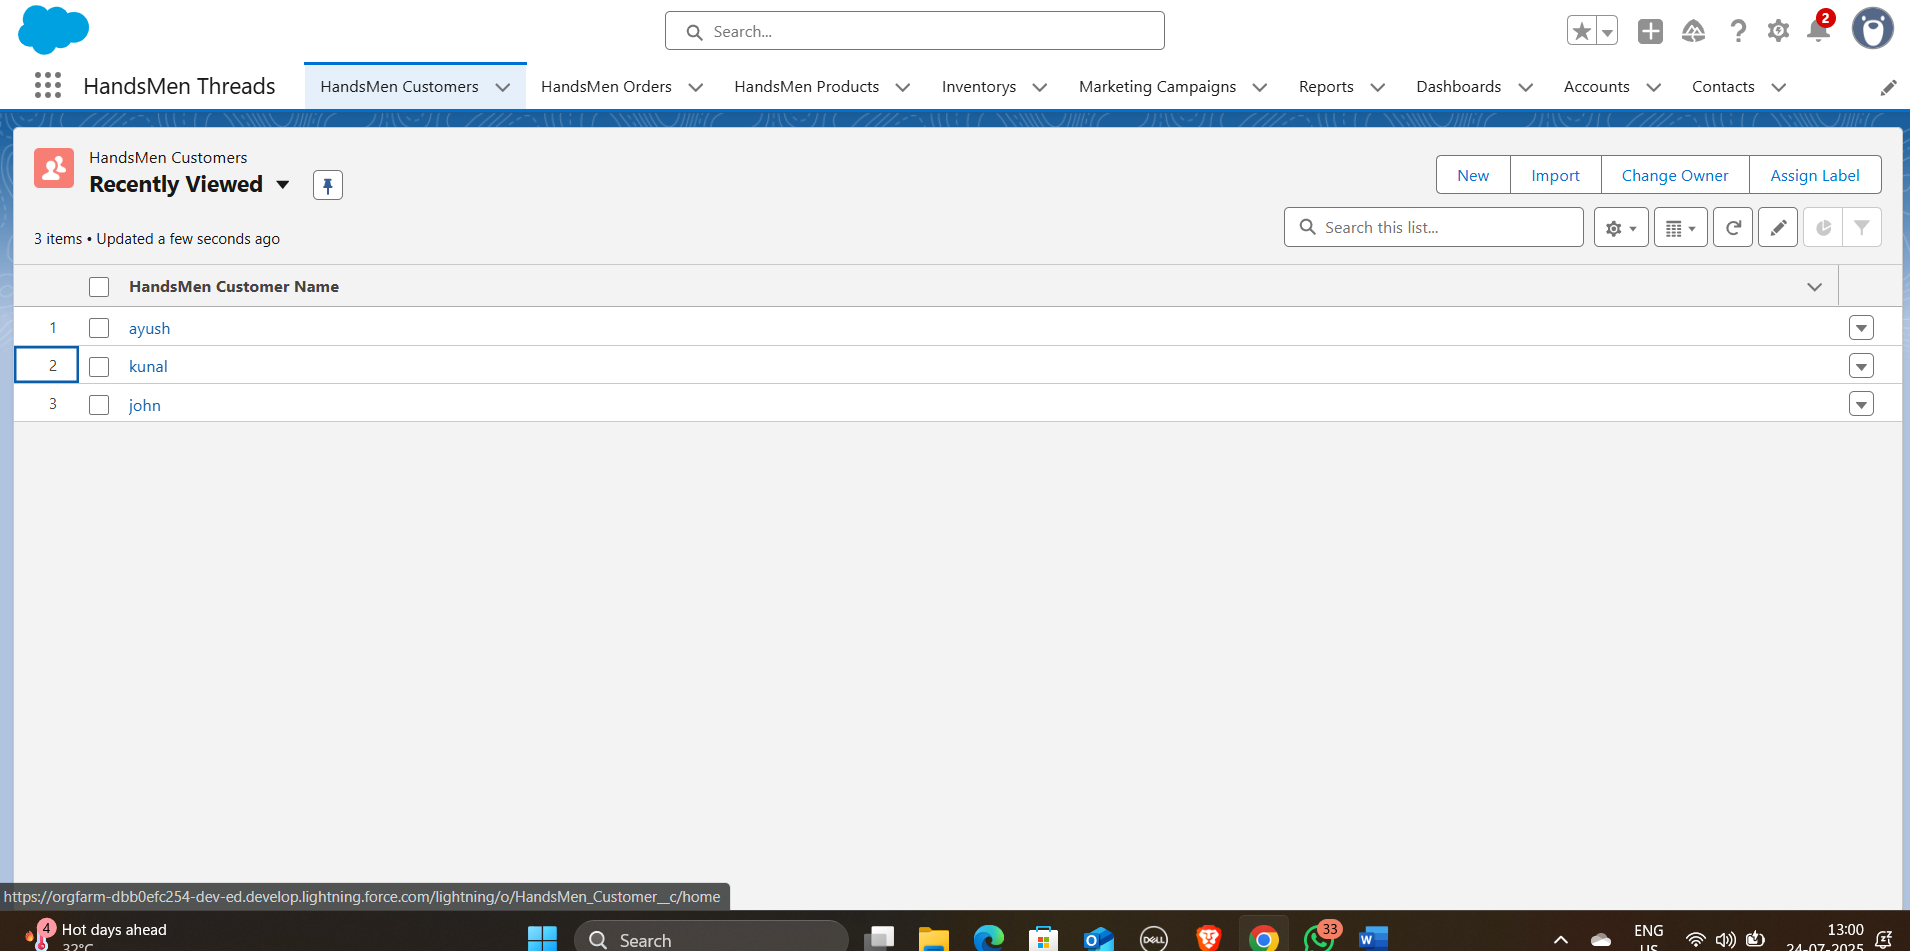 Search...
2
HandsMen Threads
HandsMen Customers
HandsMen Orders
HandsMen Products
Inventorys
Marketing Campaigns
Reports
Dashboards
Accounts
Contacts
HandsMen Customers
Recently Viewed
New
Import
Change Owner
Assign Label
3 items • Updated a few seconds ago
Search this list...
HandsMen Customer Name
1 ayush
2 kunal
3 john
https://orgfarm-dbb0efc254-dev-ed.develop.lightning.force.com/lightning/o/HandsMen_Customer__c/home
4
Hot days ahead
32°C
Search
DELL
33
W
ENG
US
13:00
24-07-2025